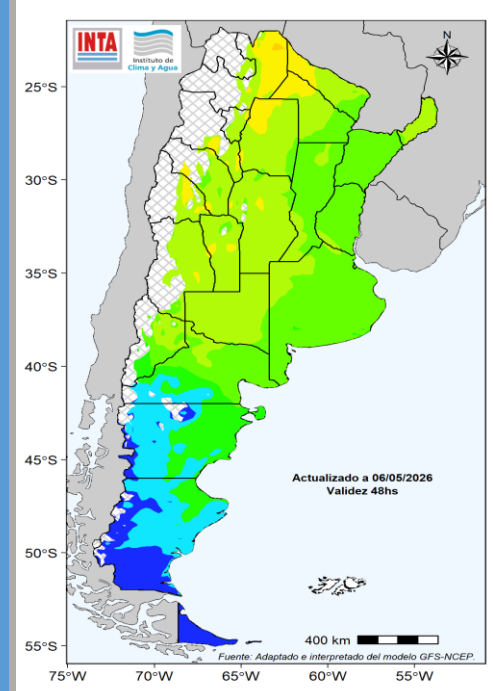 INTA
Instituto de
Clima y Agua
N
25°S
30°S
35°S
40°S
45°S
50°S
55°S
Actualizado a 06/05/2026
Validez 48hs
400 km
Fuente: Adaptado e interpretado del modelo GFS-NCEP.
75°W
70°W
65°W
60°W
55°W